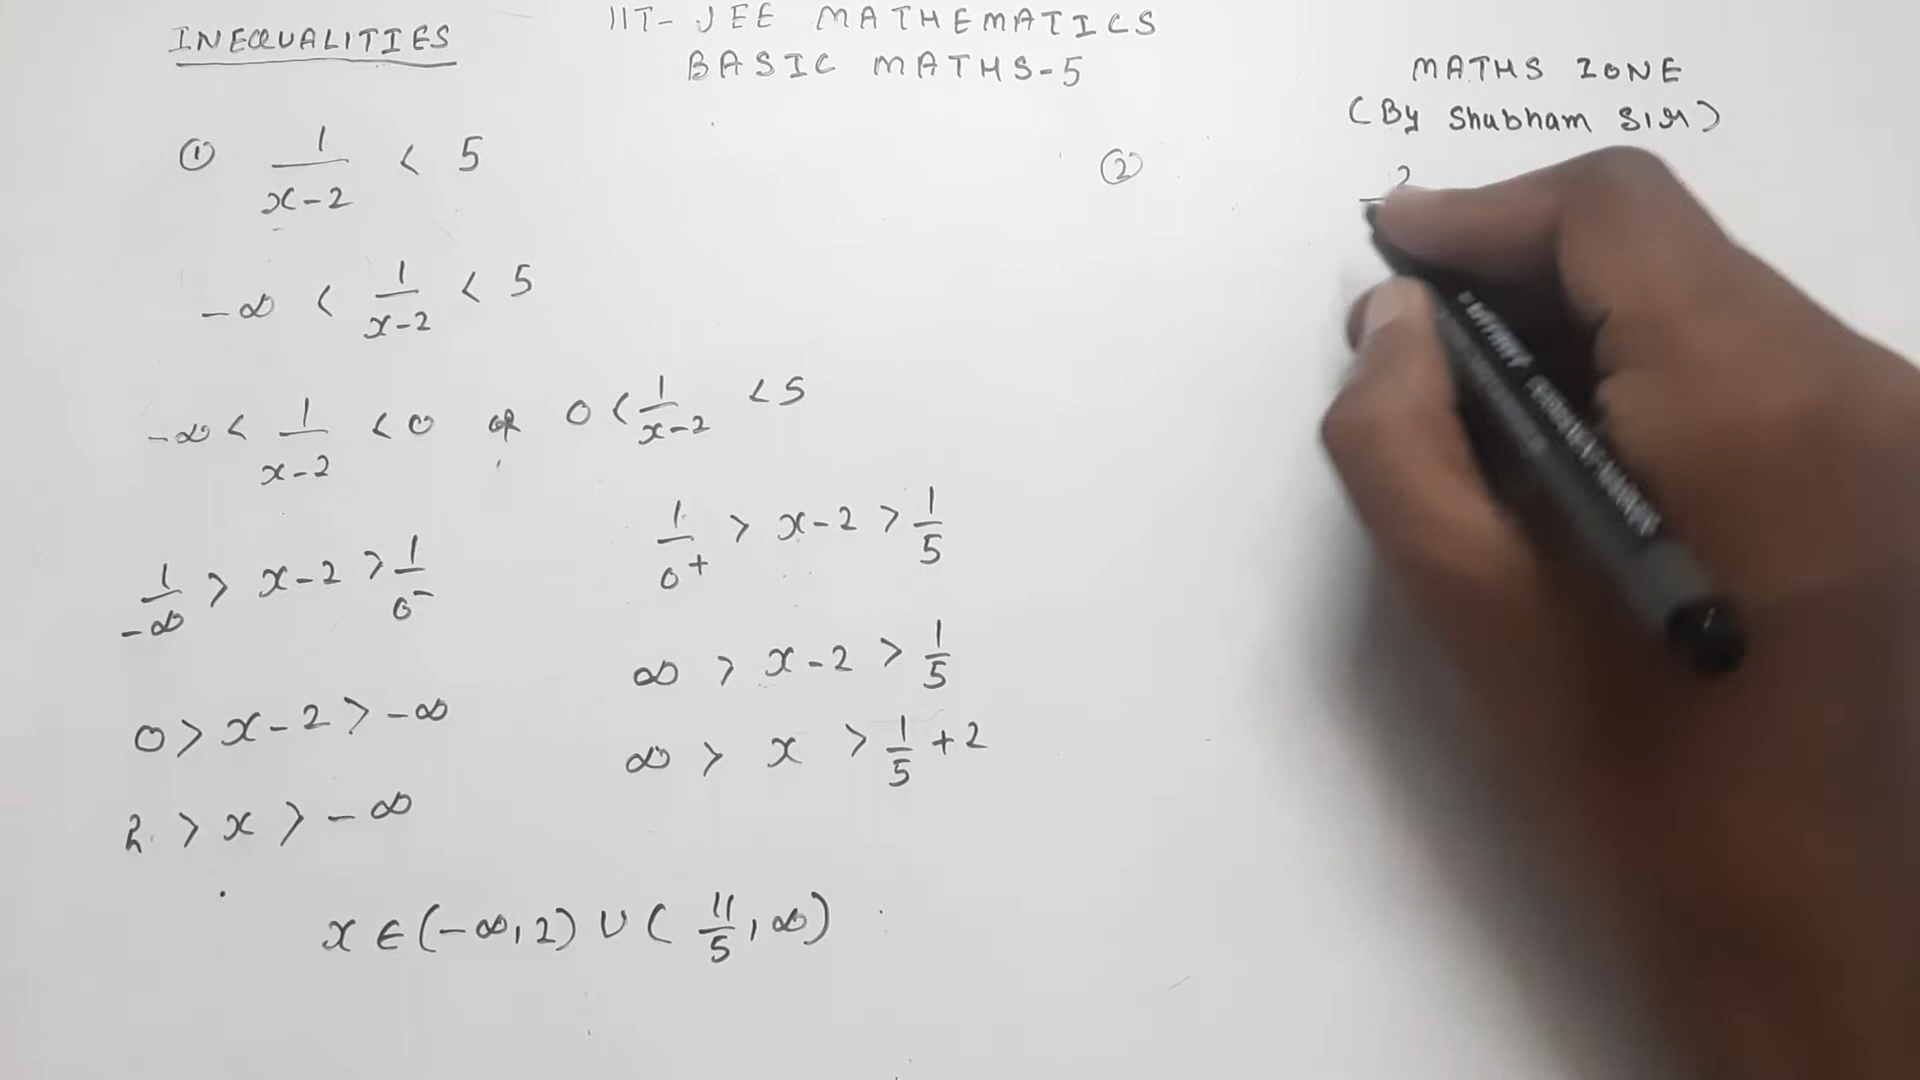 INEQUALITIES
IIT-JEE MATHEMATICS
BASIC MATHS-5
MATHS ZONE
(By Shubham Sir)
① 1/(x-2) < 5
-∞ < 1/(x-2) < 5
-∞ < 1/(x-2) < 0 or 0 < 1/(x-2) < 5
1/-∞ > x-2 > 1/0⁻
0 > x-2 > -∞
2 > x > -∞
1/0⁺ > x-2 > 1/5
∞ > x-2 > 1/5
∞ > x > 1/5 + 2
x ∈ (-∞, 2) ∪ (11/5, ∞)
② 2